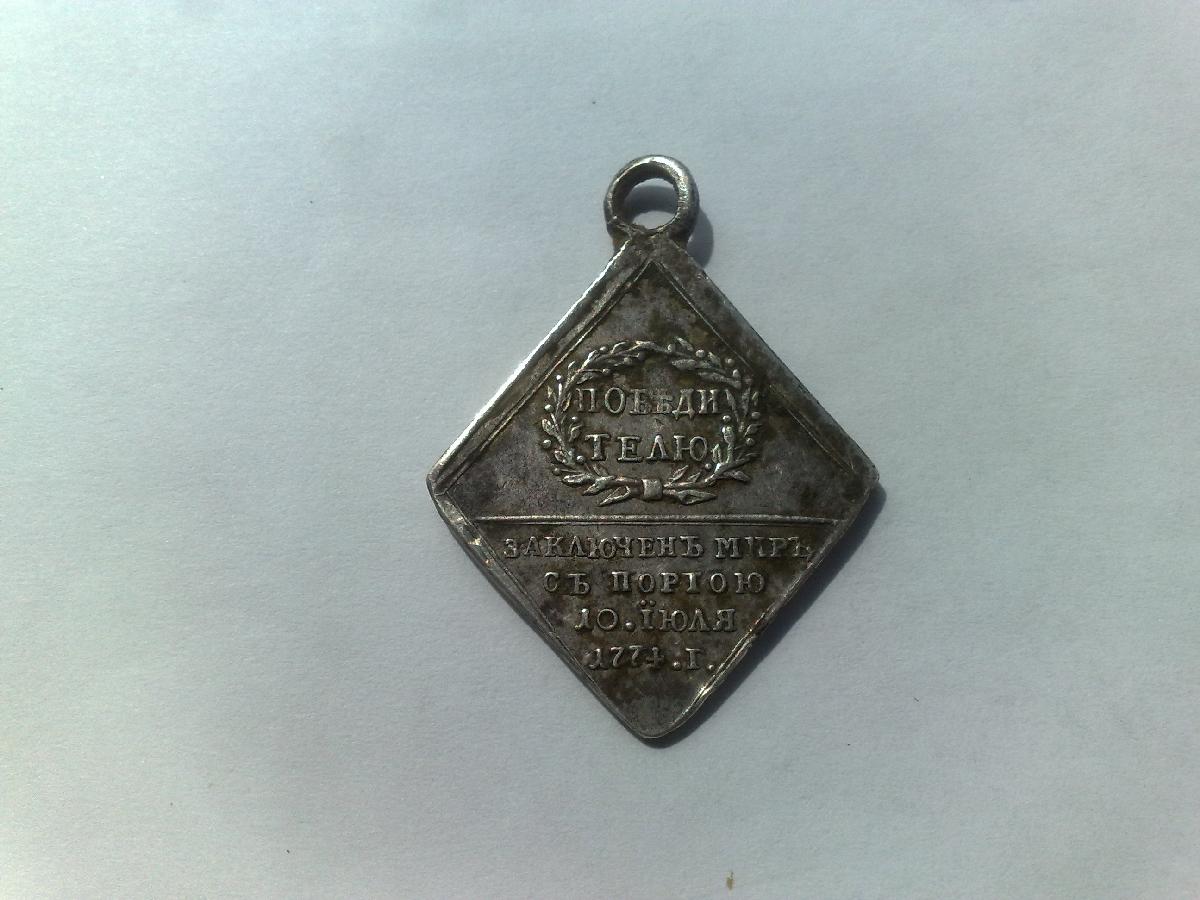 ПОБѢДИ
ТЕЛЮ
ЗАКЛЮЧЕНЪ МИРЪ
СЪ ПОРТОЮ
10. ЇЮЛЯ
1774. Г.